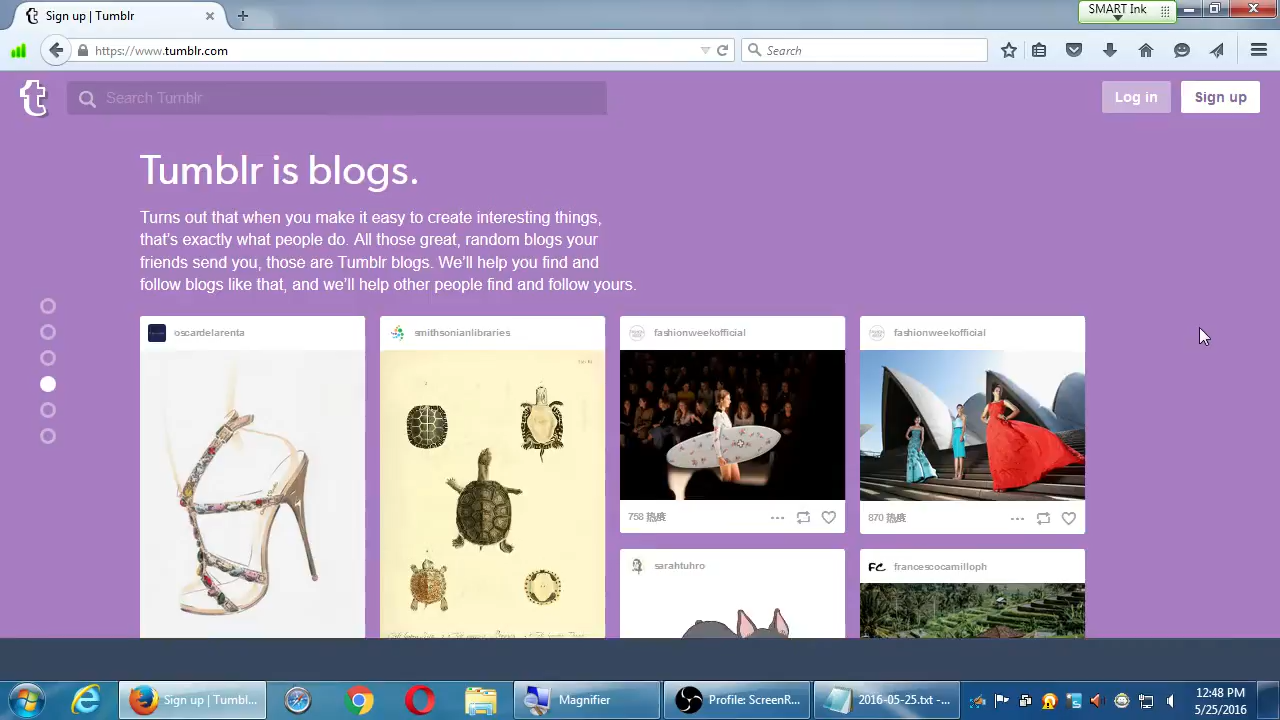 Sign up | Tumblr
SMART Ink
https://www.tumblr.com
Search
Search Tumblr
Log in
Sign up
Tumblr is blogs.
Turns out that when you make it easy to create interesting things,
that's exactly what people do. All those great, random blogs your
friends send you, those are Tumblr blogs. We'll help you find and
follow blogs like that, and we'll help other people find and follow yours.
oscardelarenta
smithsonianlibraries
fashionweekofficial
fashionweekofficial
758 热度
870 热度
sarahtuhro
FC francescocamilloph
Sign up | Tumbl...
Magnifier
Profile: ScreenR...
2016-05-25.txt -...
12:48 PM
5/25/2016